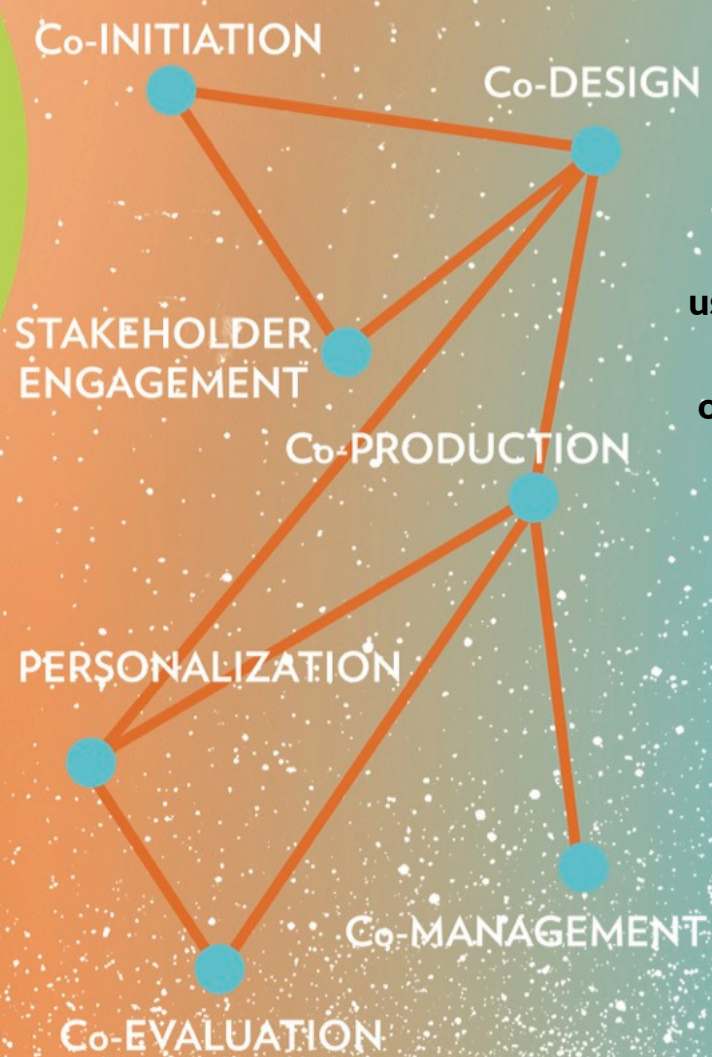 Co-INITIATION
Co-DESIGN
STAKEHOLDER
ENGAGEMENT
Co-PRODUCTION
PERSONALIZATION
Co-MANAGEMENT
Co-EVALUATION